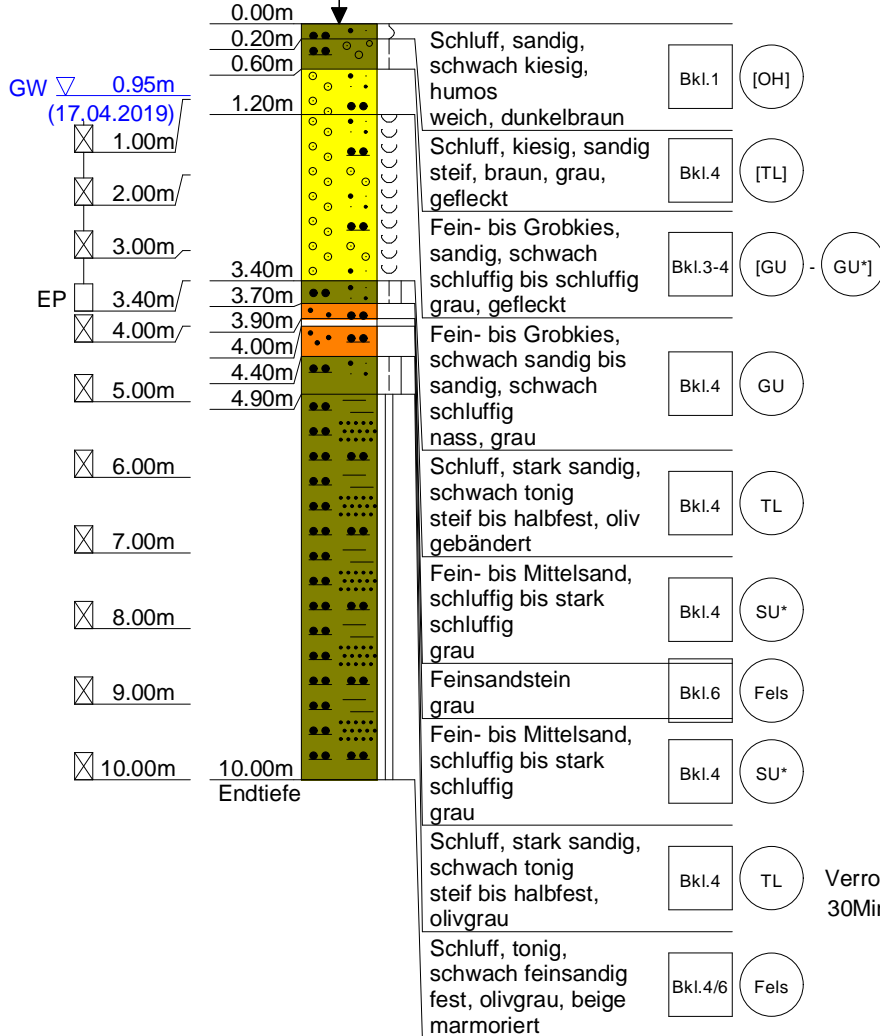 0.00m
0.20m
0.60m
GW 0.95m
(17.04.2019)
1.20m
1.00m
2.00m
3.00m
EP 3.40m
4.00m
5.00m
6.00m
7.00m
8.00m
9.00m
10.00m
3.40m
3.70m
3.90m
4.00m
4.40m
4.90m
10.00m
Endtiefe
Schluff, sandig,
schwach kiesig,
humos
weich, dunkelbraun
Bkl.1 [OH]
Schluff, kiesig, sandig
steif, braun, grau,
gefleckt
Bkl.4 [TL]
Fein- bis Grobkies,
sandig, schwach
schluffig bis schluffig
grau, gefleckt
Bkl.3-4 [GU - GU*]
Fein- bis Grobkies,
schwach sandig bis
sandig, schwach
schluffig
nass, grau
Bkl.4 GU
Schluff, stark sandig,
schwach tonig
steif bis halbfest, oliv
gebändert
Bkl.4 TL
Fein- bis Mittelsand,
schluffig bis stark
schluffig
grau
Bkl.4 SU*
Feinsandstein
grau
Bkl.6 Fels
Fein- bis Mittelsand,
schluffig bis stark
schluffig
grau
Bkl.4 SU*
Schluff, stark sandig,
schwach tonig
steif bis halbfest,
olivgrau
Bkl.4 TL
Verro
30Min
Schluff, tonig,
schwach feinsandig
fest, olivgrau, beige
marmoriert
Bkl.4/6 Fels